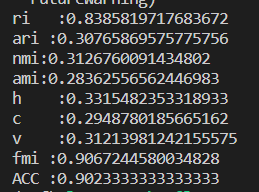 FutureWarning)
ri :0.8385819717683672
ari :0.30765869575775756
nmi:0.3126760091434802
ami:0.28362556562446983
h :0.3315482353318933
c :0.2948780185665162
v :0.31213981242155575
fmi :0.9067244580034828
ACC :0.9023333333333333